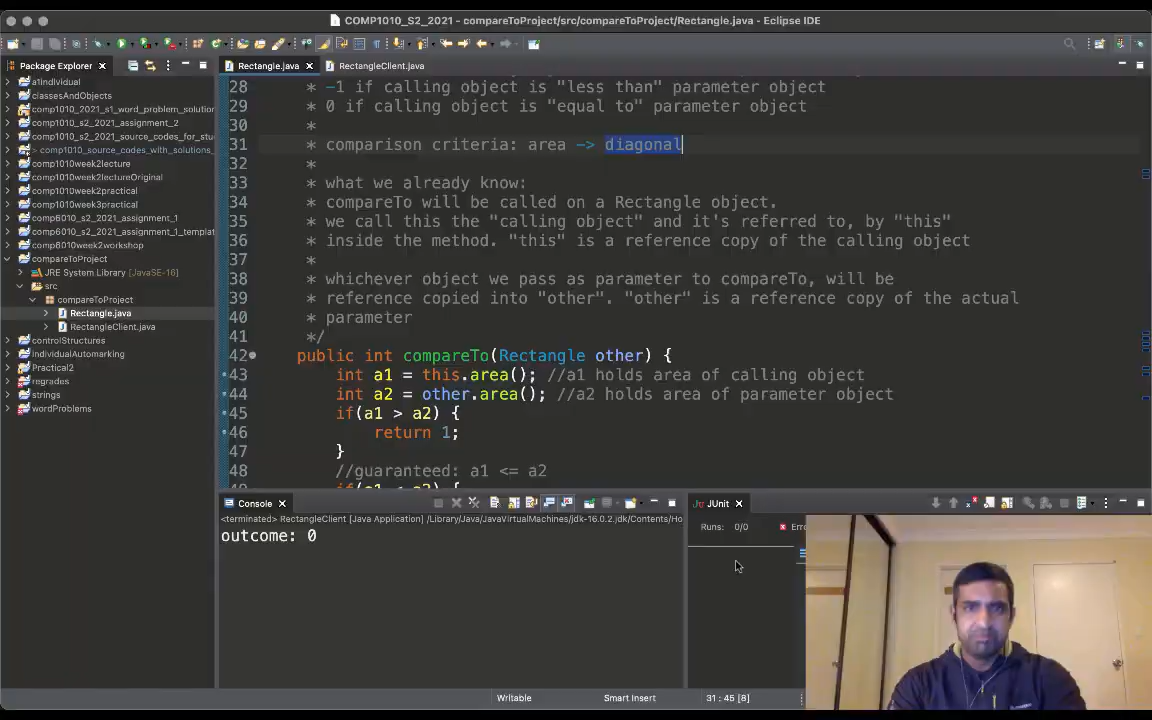 COMP1010_S2_2021 - compareToProject/src/compareToProject/Rectangle.java - Eclipse IDE
Package Explorer
Rectangle.java
RectangleClient.java
a1individual
classesAndObjects
comp1010_2021_s1_word_problem_solution
comp1010_s2_2021_assignment_2
comp1010_s2_2021_source_codes_for_stu
> comp1010_source_codes_with_solutions_
comp1010week2lecture
comp1010week2lectureOriginal
comp1010week2practical
comp1010week3practical
comp6010_s2_2021_assignment_1
comp6010_s2_2021_assignment_1_templat
comp6010week2workshop
compareToProject
JRE System Library [JavaSE-16]
src
compareToProject
Rectangle.java
RectangleClient.java
controlStructures
IndividualAutomarking
Practical2
regrades
strings
wordProblems
28 * -1 if calling object is "less than" parameter object
29 * 0 if calling object is "equal to" parameter object
30 *
31 * comparison criteria: area -> diagonal
32 *
33 * what we already know:
34 * compareTo will be called on a Rectangle object.
35 * we call this the "calling object" and it's referred to, by "this"
36 * inside the method. "this" is a reference copy of the calling object
37 *
38 * whichever object we pass as parameter to compareTo, will be
39 * reference copied into "other". "other" is a reference copy of the actual
40 * parameter
41 */
42 public int compareTo(Rectangle other) {
43 int a1 = this.area(); //a1 holds area of calling object
44 int a2 = other.area(); //a2 holds area of parameter object
45 if(a1 > a2) {
46 return 1;
47 }
48 //guaranteed: a1 <= a2
Console
<terminated> RectangleClient [Java Application] /Library/Java/JavaVirtualMachines/jdk-16.0.2.jdk/Contents/Ho
outcome: 0
JUnit
Runs: 0/0
Erro
Writable
Smart Insert
31 : 45 [8]